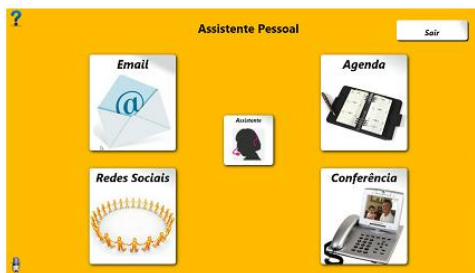 ?
Assistente Pessoal
Sair
Email
@
Agenda
Assistente
Redes Sociais
Conferência